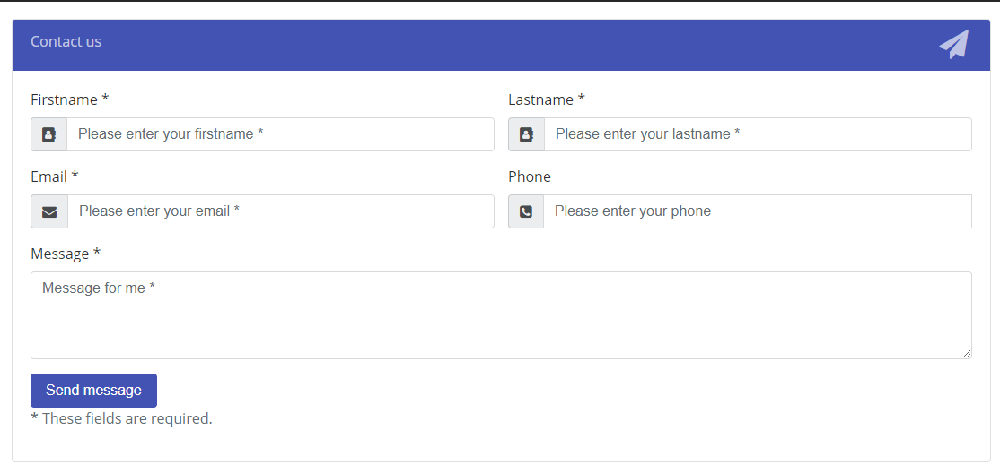 Contact us
Firstname *
Lastname *
Please enter your firstname *
Please enter your lastname *
Email *
Phone
Please enter your email *
Please enter your phone
Message *
Message for me *
Send message
* These fields are required.